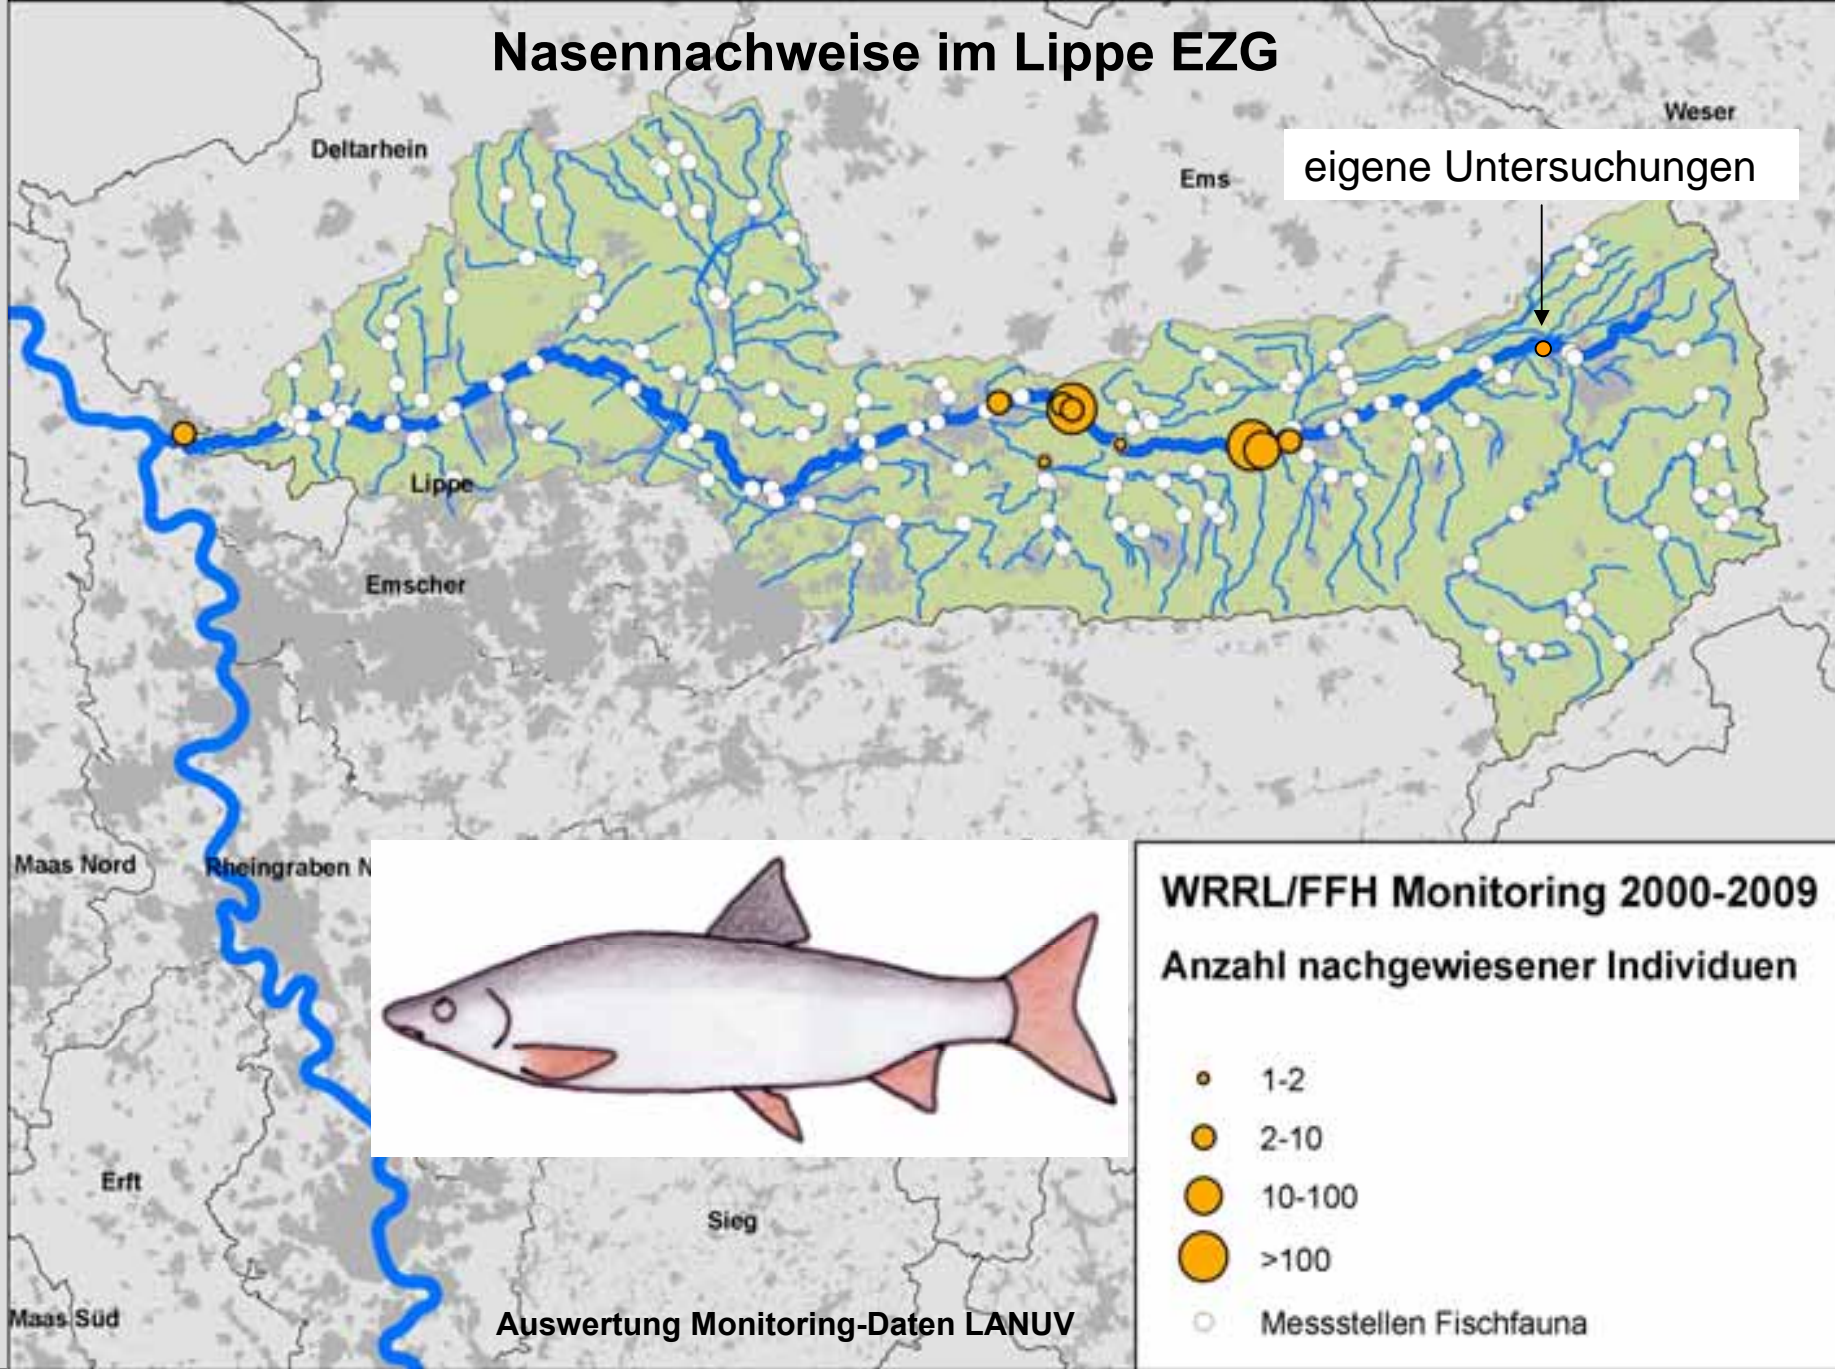 Nasennachweise im Lippe EZG
Weser
Deltarhein
eigene Untersuchungen
Ems
Lippe
Emscher
Maas Nord
Rheingraben N
WRRL/FFH Monitoring 2000-2009
Anzahl nachgewiesener Individuen
1-2
2-10
10-100
>100
Messstellen Fischfauna
Erft
Sieg
Maas Süd
Auswertung Monitoring-Daten LANUV